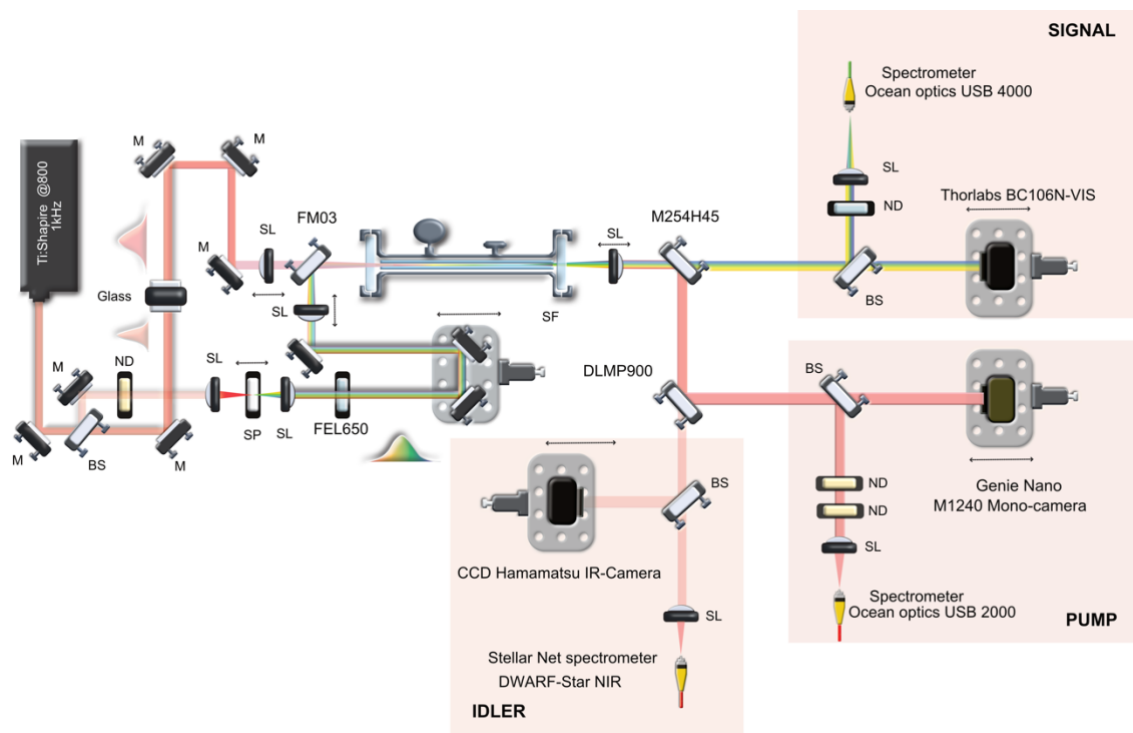 SIGNAL
Spectrometer
Ocean optics USB 4000
SL
ND
Thorlabs BC106N-VIS
BS
M
M
Ti:Shapire @800
1kHz
FM03
SL
M
SL
M254H45
SL
SF
Glass
M
ND
SL
SP
SL
FEL650
M
BS
M
DLMP900
BS
Genie Nano
M1240 Mono-camera
ND
ND
SL
Spectrometer
Ocean optics USB 2000
PUMP
BS
CCD Hamamatsu IR-Camera
SL
Stellar Net spectrometer
DWARF-Star NIR
IDLER